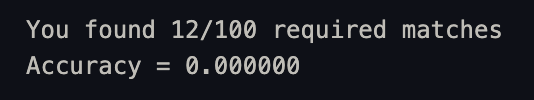 You found 12/100 required matches
Accuracy = 0.000000